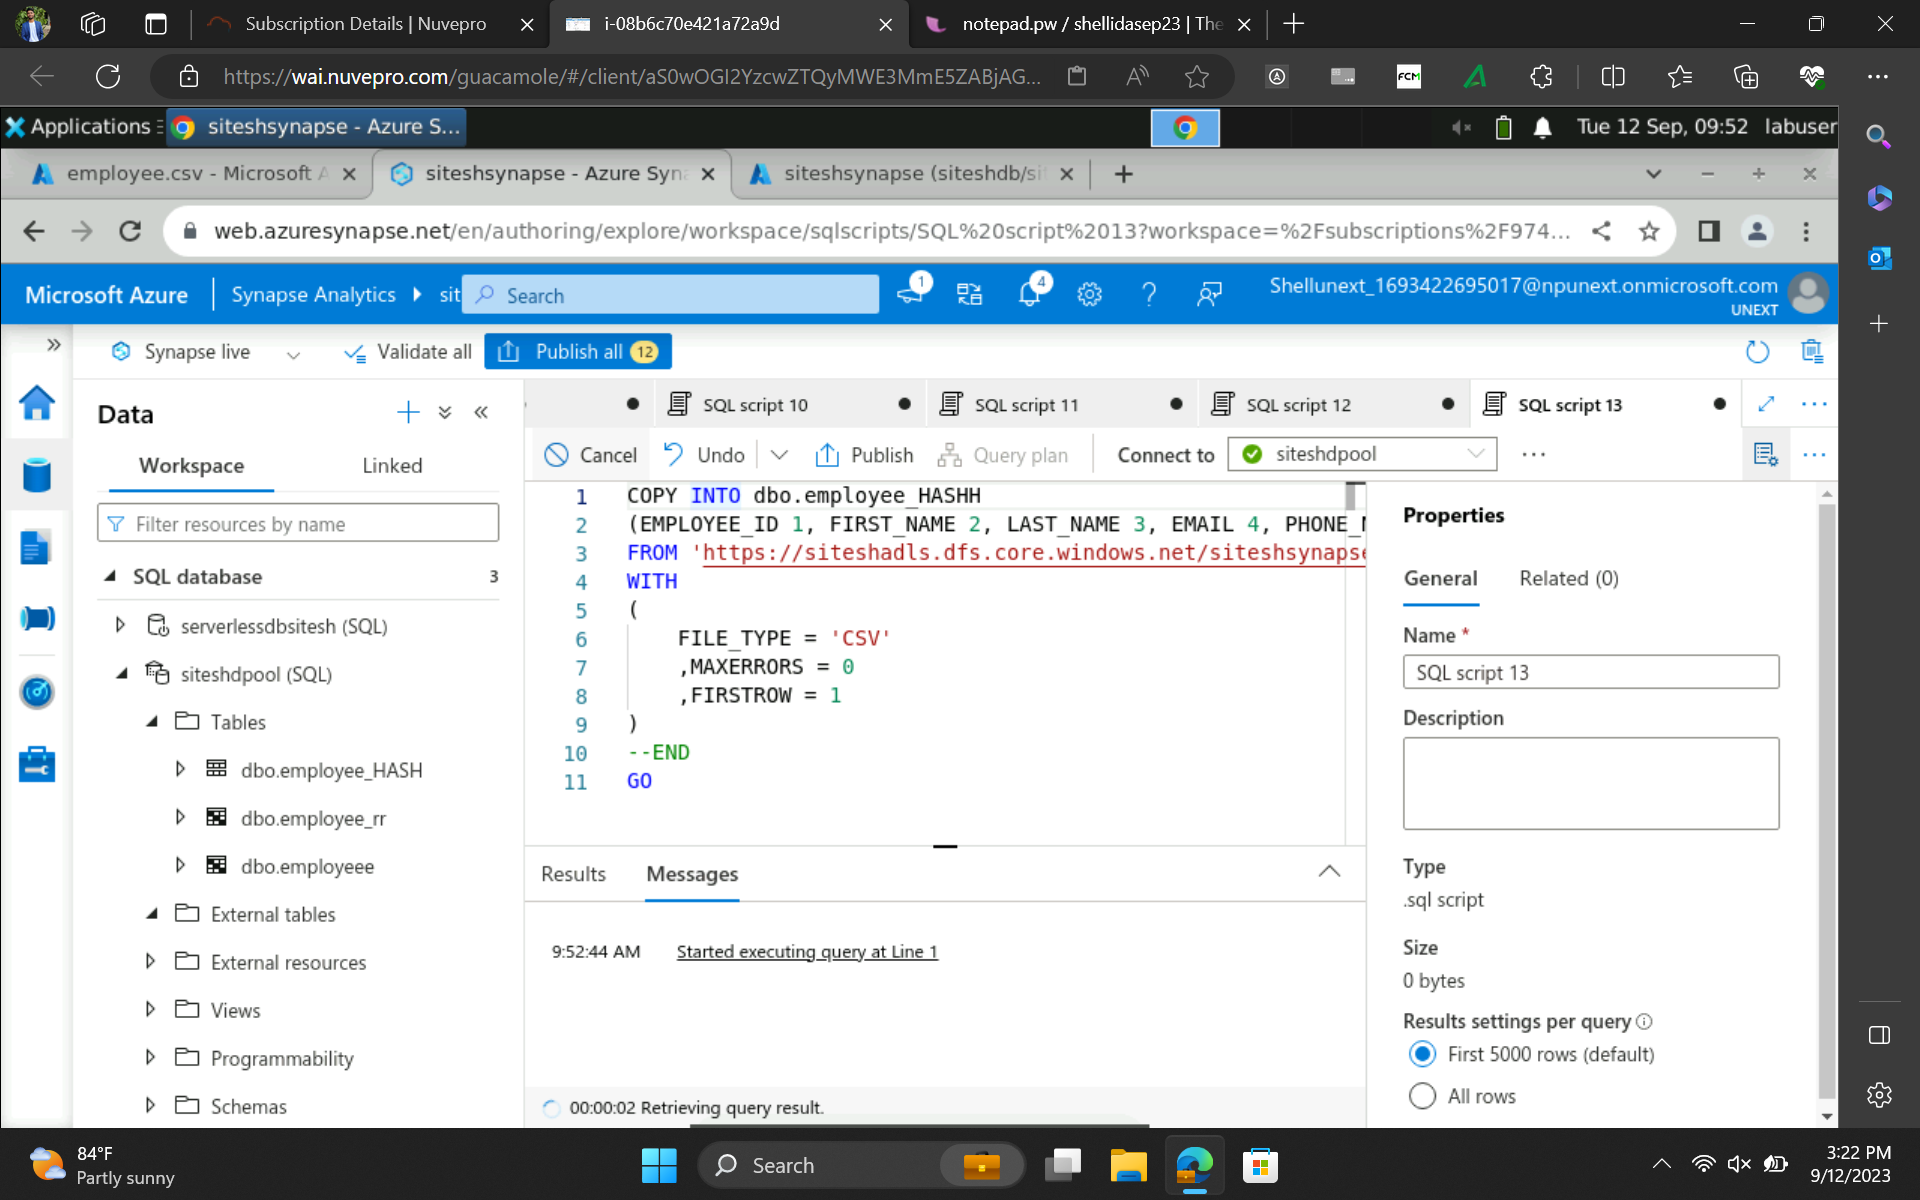 Subscription Details | Nuvepro
i-08b6c70e421a72a9d
notepad.pw / shellidasep23 | The
https://wai.nuvepro.com/guacamole/#/client/aS0wOGI2YzcwZTQyMWE3MmE5ZABjAG...
FCM
Applications
siteshsynapse - Azure S...
Tue 12 Sep, 09:52
labuser
employee.csv - Microsoft A
siteshsynapse - Azure Syna
siteshsynapse (siteshdb/sit
web.azuresynapse.net/en/authoring/explore/workspace/sqlscripts/SQL%20script%2013?workspace=%2Fsubscriptions%2F974...
Microsoft Azure
Synapse Analytics
sit
Search
1
4
Shellunext_1693422695017@npunext.onmicrosoft.com
UNEXT
Synapse live
Validate all
Publish all 12
Data
SQL script 10
SQL script 11
SQL script 12
SQL script 13
Workspace
Linked
Cancel
Undo
Publish
Query plan
Connect to
siteshdpool
Filter resources by name
SQL database 3
serverlessdbsitesh (SQL)
siteshdpool (SQL)
Tables
dbo.employee_HASH
dbo.employee_rr
dbo.employeee
External tables
External resources
Views
Programmability
Schemas
1 COPY INTO dbo.employee_HASHH
2 (EMPLOYEE_ID 1, FIRST_NAME 2, LAST_NAME 3, EMAIL 4, PHONE_N
3 FROM 'https://siteshadls.dfs.core.windows.net/siteshsynapse
4 WITH
5 (
6 FILE_TYPE = 'CSV'
7 ,MAXERRORS = 0
8 ,FIRSTROW = 1
9 )
10 --END
11 GO
Results
Messages
9:52:44 AM Started executing query at Line 1
00:00:02 Retrieving query result.
Properties
General
Related (0)
Name *
SQL script 13
Description
Type
.sql script
Size
0 bytes
Results settings per query
First 5000 rows (default)
All rows
84°F
Partly sunny
Search
3:22 PM
9/12/2023